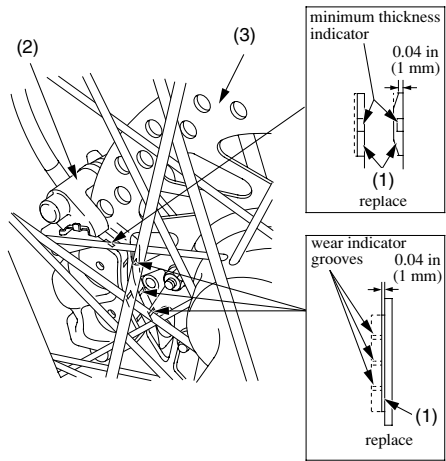 (2)
(3)
minimum thickness
indicator
0.04 in
(1 mm)
(1)
replace
wear indicator
grooves
0.04 in
(1 mm)
(1)
replace